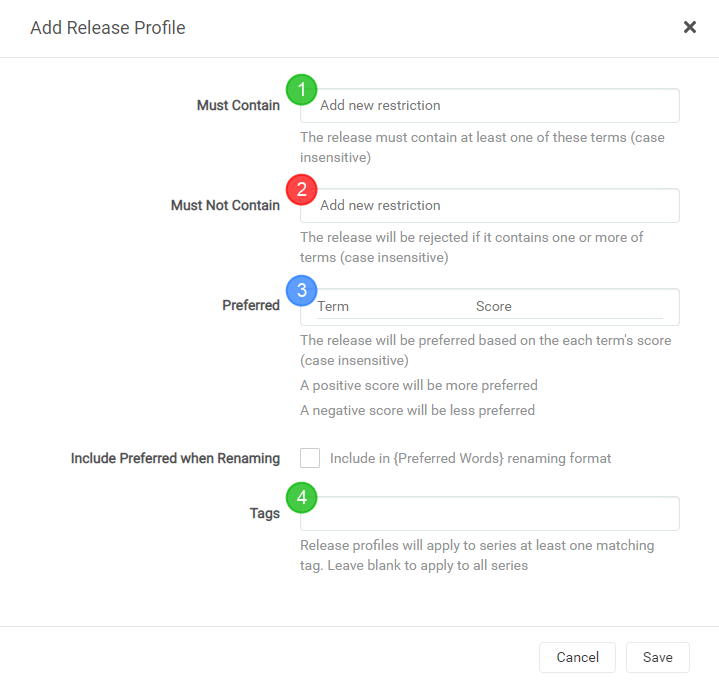 Add Release Profile
1
Must Contain
Add new restriction
The release must contain at least one of these terms (case
insensitive)
2
Must Not Contain
Add new restriction
The release will be rejected if it contains one or more of
terms (case insensitive)
3
Preferred
Term Score
The release will be preferred based on the each term's score
(case insensitive)
A positive score will be more preferred
A negative score will be less preferred
Include Preferred when Renaming
Include in {Preferred Words} renaming format
4
Tags
Release profiles will apply to series at least one matching
tag. Leave blank to apply to all series
Cancel Save